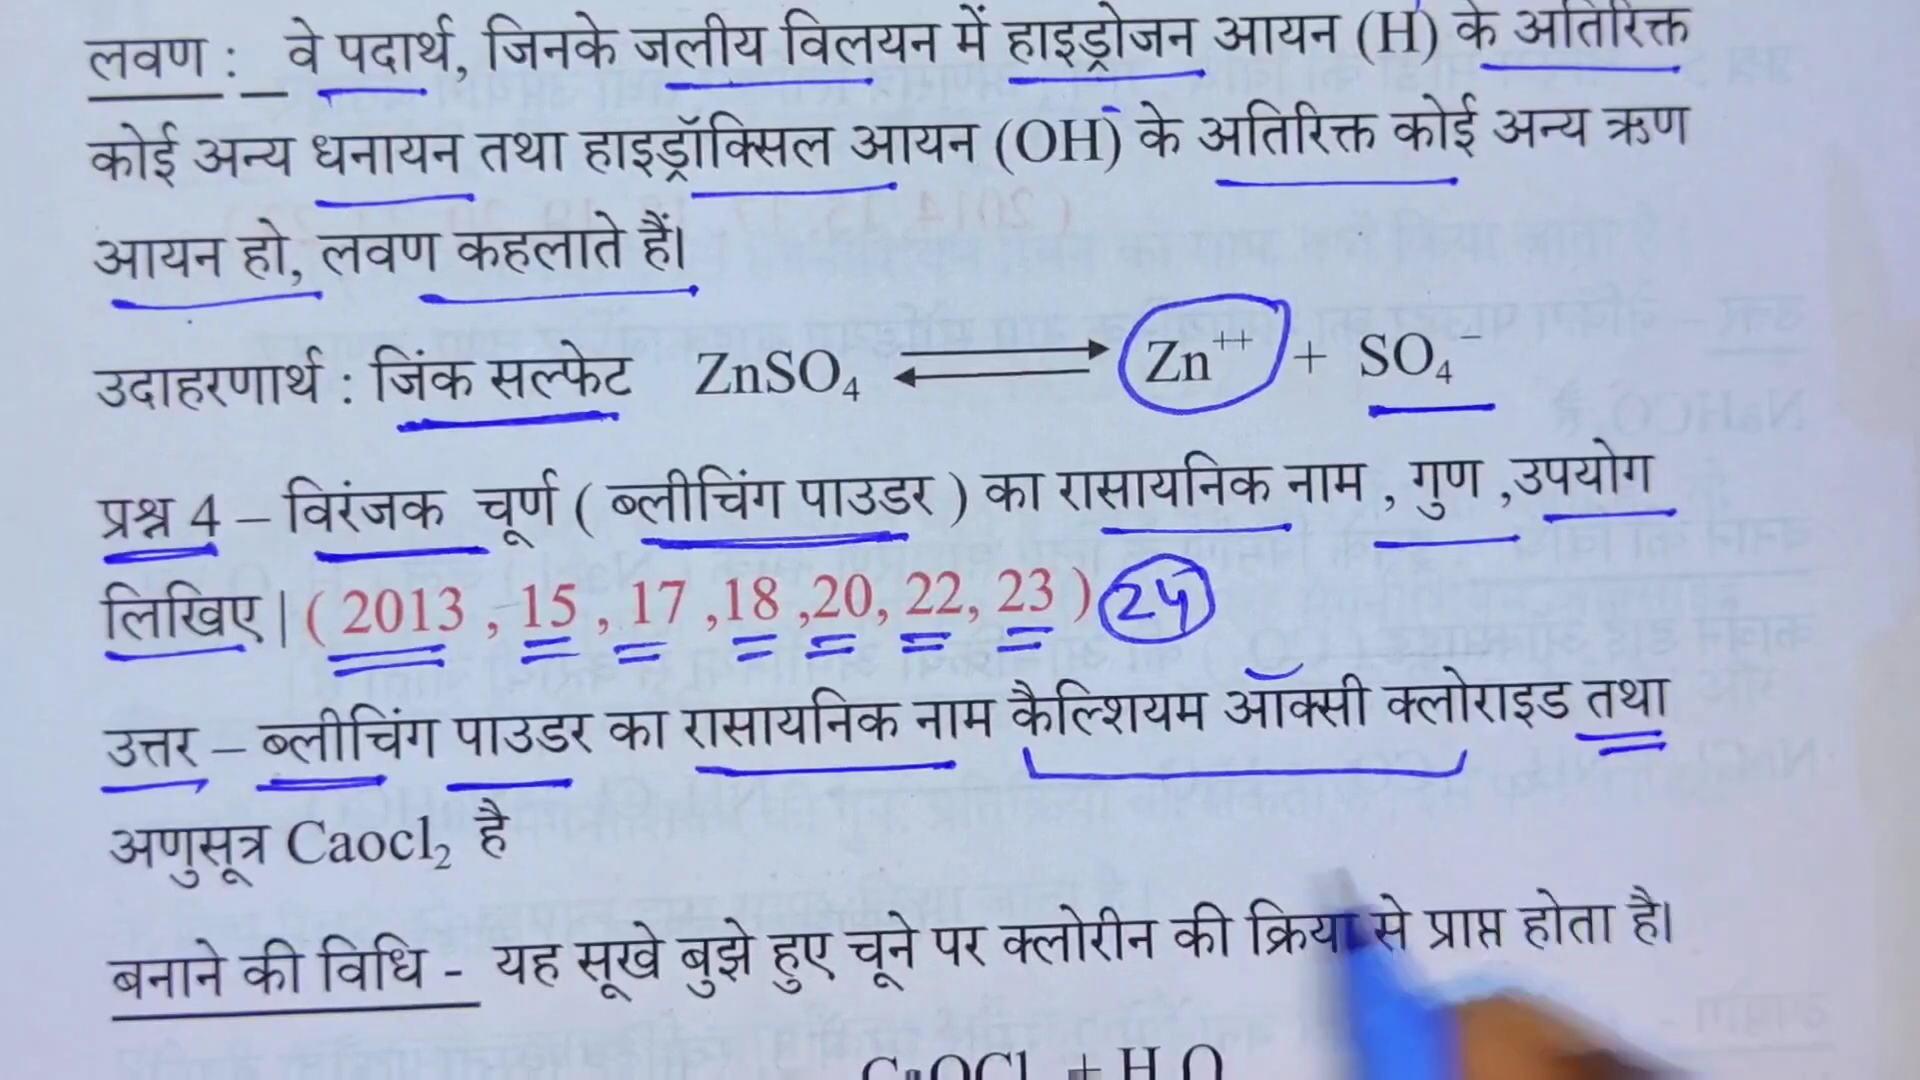 लवण : वे पदार्थ, जिनके जलीय विलयन में हाइड्रोजन आयन (H) के अतिरिक्त
कोई अन्य धनायन तथा हाइड्रॉक्सिल आयन (OH⁻) के अतिरिक्त कोई अन्य ऋण
आयन हो, लवण कहलाते हैं।
उदाहरणार्थ : जिंक सल्फेट ZnSO₄ ⇌ Zn⁺⁺ + SO₄⁻
प्रश्न 4 – विरंजक चूर्ण ( ब्लीचिंग पाउडर ) का रासायनिक नाम , गुण ,उपयोग
लिखिए | ( 2013 , 15 , 17 ,18 ,20, 22, 23 ) 24
उत्तर – ब्लीचिंग पाउडर का रासायनिक नाम कैल्शियम ऑक्सी क्लोराइड तथा
अणुसूत्र Caocl₂ है
बनाने की विधि - यह सूखे बुझे हुए चूने पर क्लोरीन की क्रिया से प्राप्त होता है।